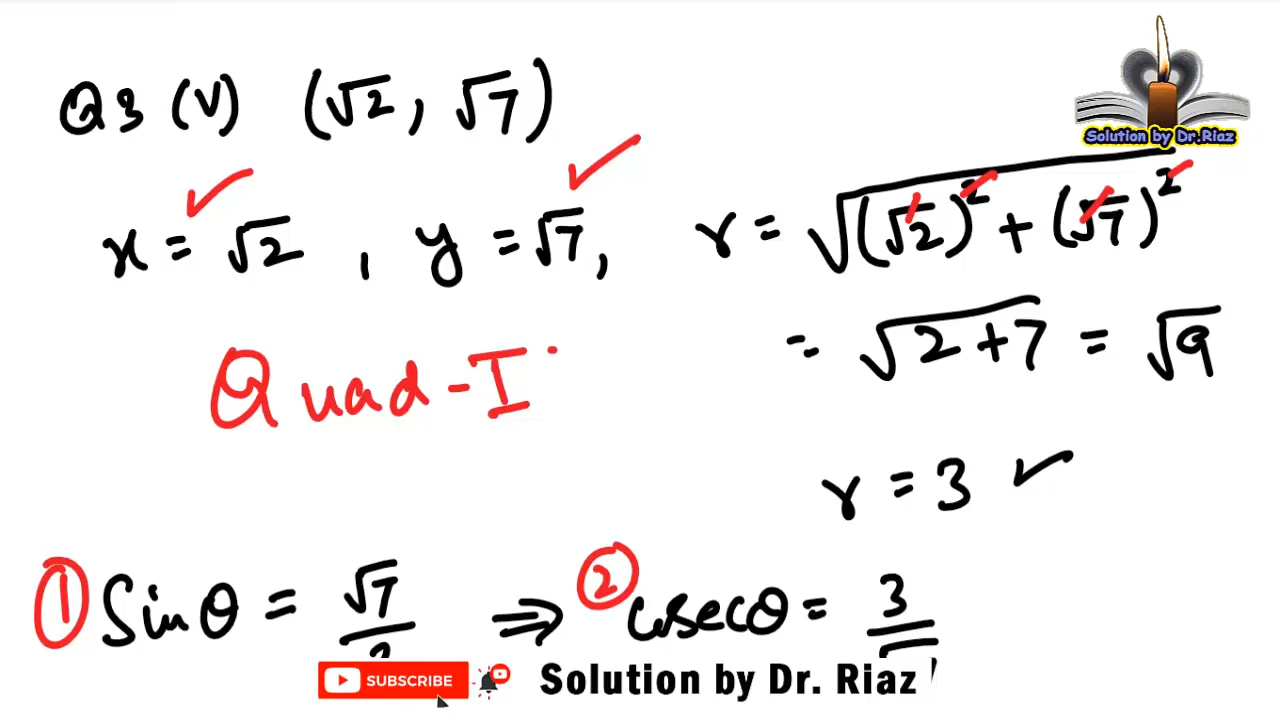 Q3 (V) (√2, √7)
Solution by Dr.Riaz
x = √2 , y = √7,
r = √((√2)² + (√7)²)
= √(2+7) = √9
Quad-I
r = 3 ✓
① Sinθ = √7/3 ⇒ ② Cosecθ = 3/√7
SUBSCRIBE
Solution by Dr. Riaz